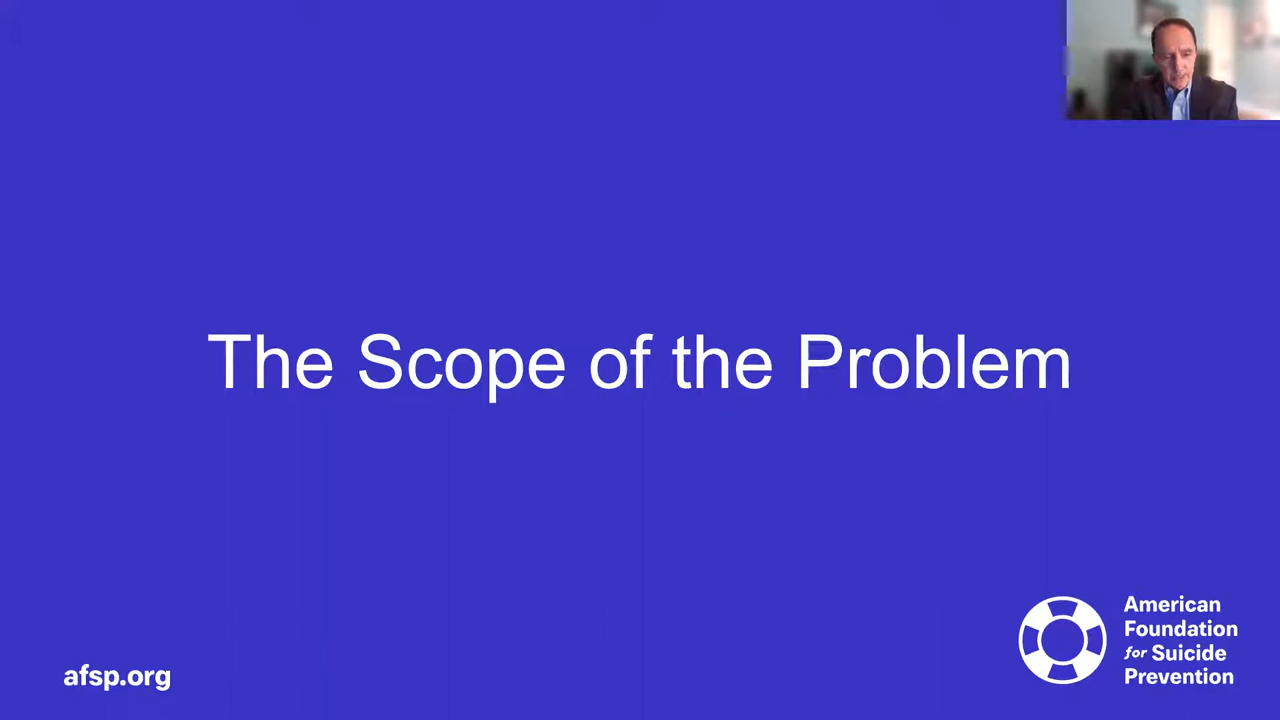 The Scope of the Problem
American
Foundation
for Suicide
Prevention
afsp.org